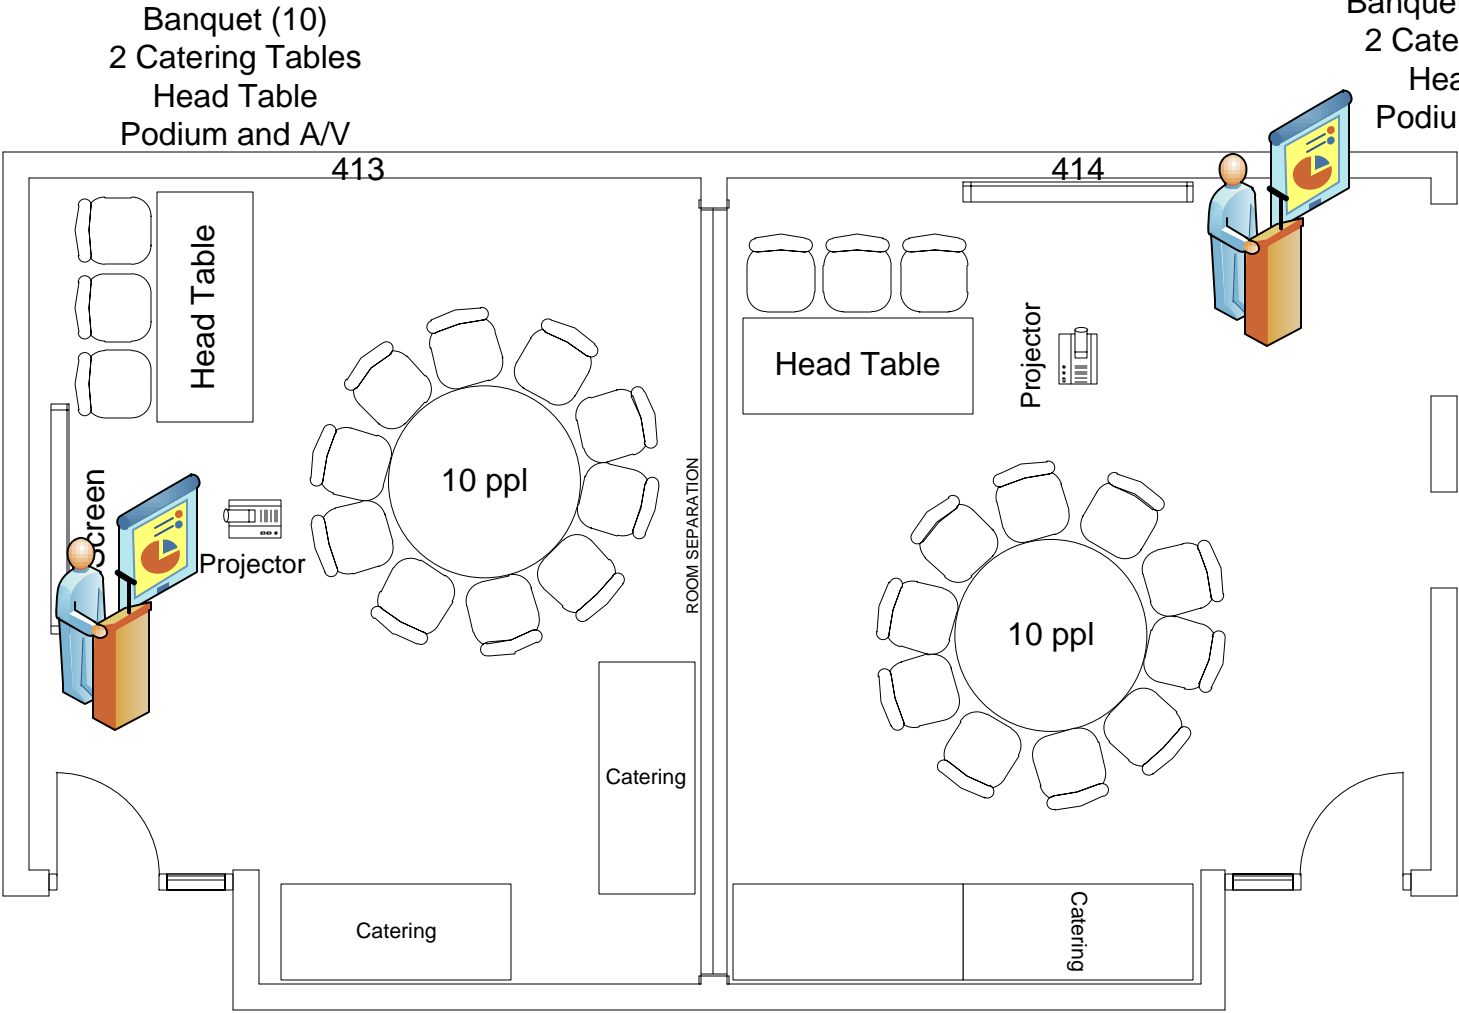 Banquet (10)
2 Catering Tables
Head Table
Podium and A/V
Banquet
2 Cate
Hea
Podiu
413
414
Head Table
Head Table
Projector
Screen
Projector
10 ppl
10 ppl
ROOM SEPARATION
Catering
Catering
Catering